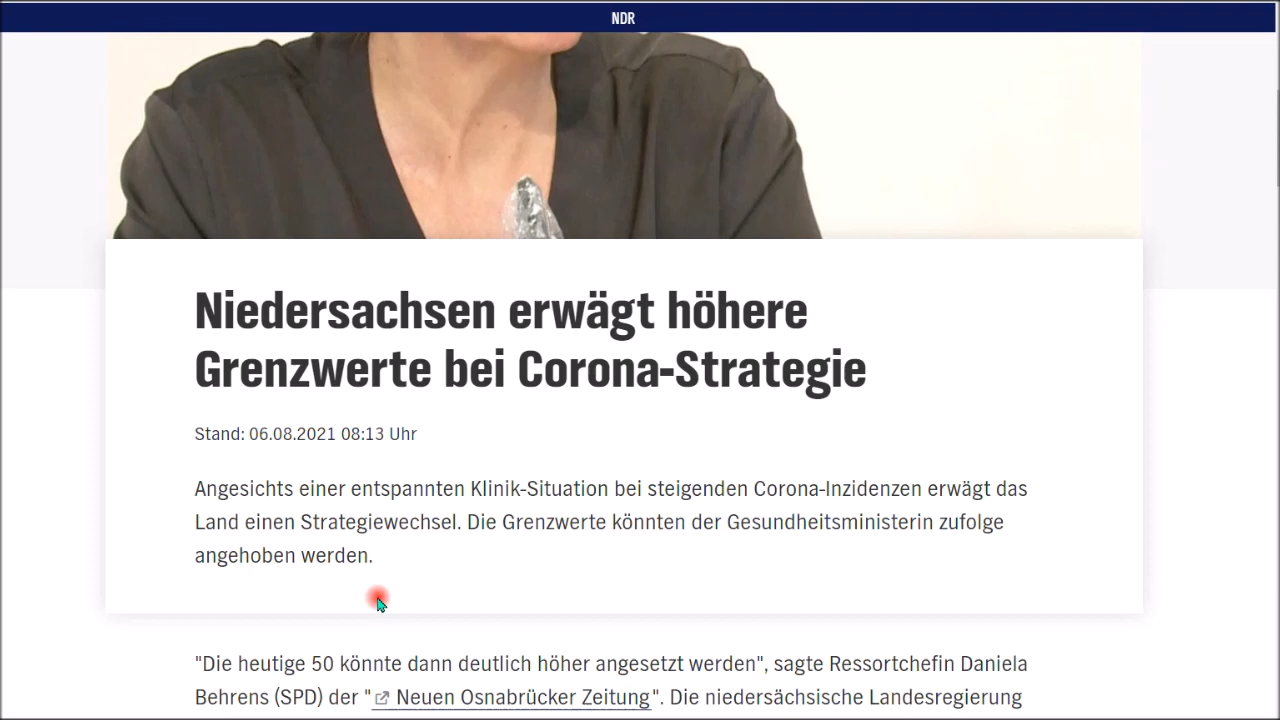 NDR
Niedersachsen erwägt höhere
Grenzwerte bei Corona-Strategie
Stand: 06.08.2021 08:13 Uhr
Angesichts einer entspannten Klinik-Situation bei steigenden Corona-Inzidenzen erwägt das
Land einen Strategiewechsel. Die Grenzwerte könnten der Gesundheitsministerin zufolge
angehoben werden.
"Die heutige 50 könnte dann deutlich höher angesetzt werden", sagte Ressortchefin Daniela
Behrens (SPD) der "Neuen Osnabrücker Zeitung". Die niedersächsische Landesregierung